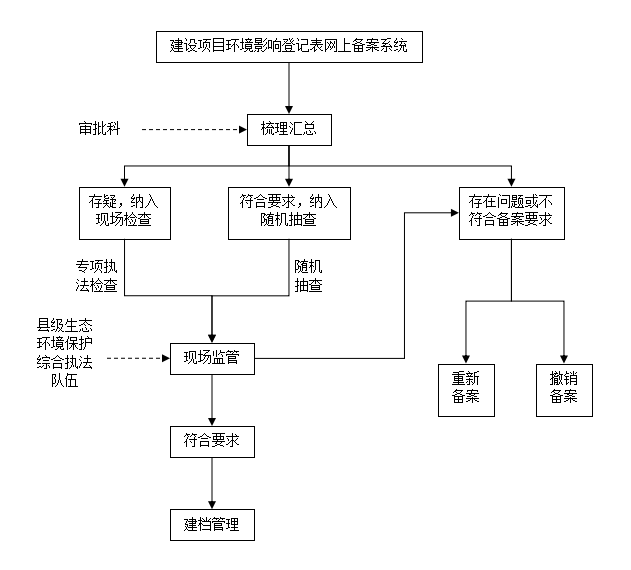 建设项目环境影响登记表网上备案系统
审批科
梳理汇总
存疑，纳入
现场检查
符合要求，纳入
随机抽查
存在问题或不
符合备案要求
专项执
法检查
随机
抽查
县级生态
环境保护
综合执法
队伍
现场监管
重新
备案
撤销
备案
符合要求
建档管理